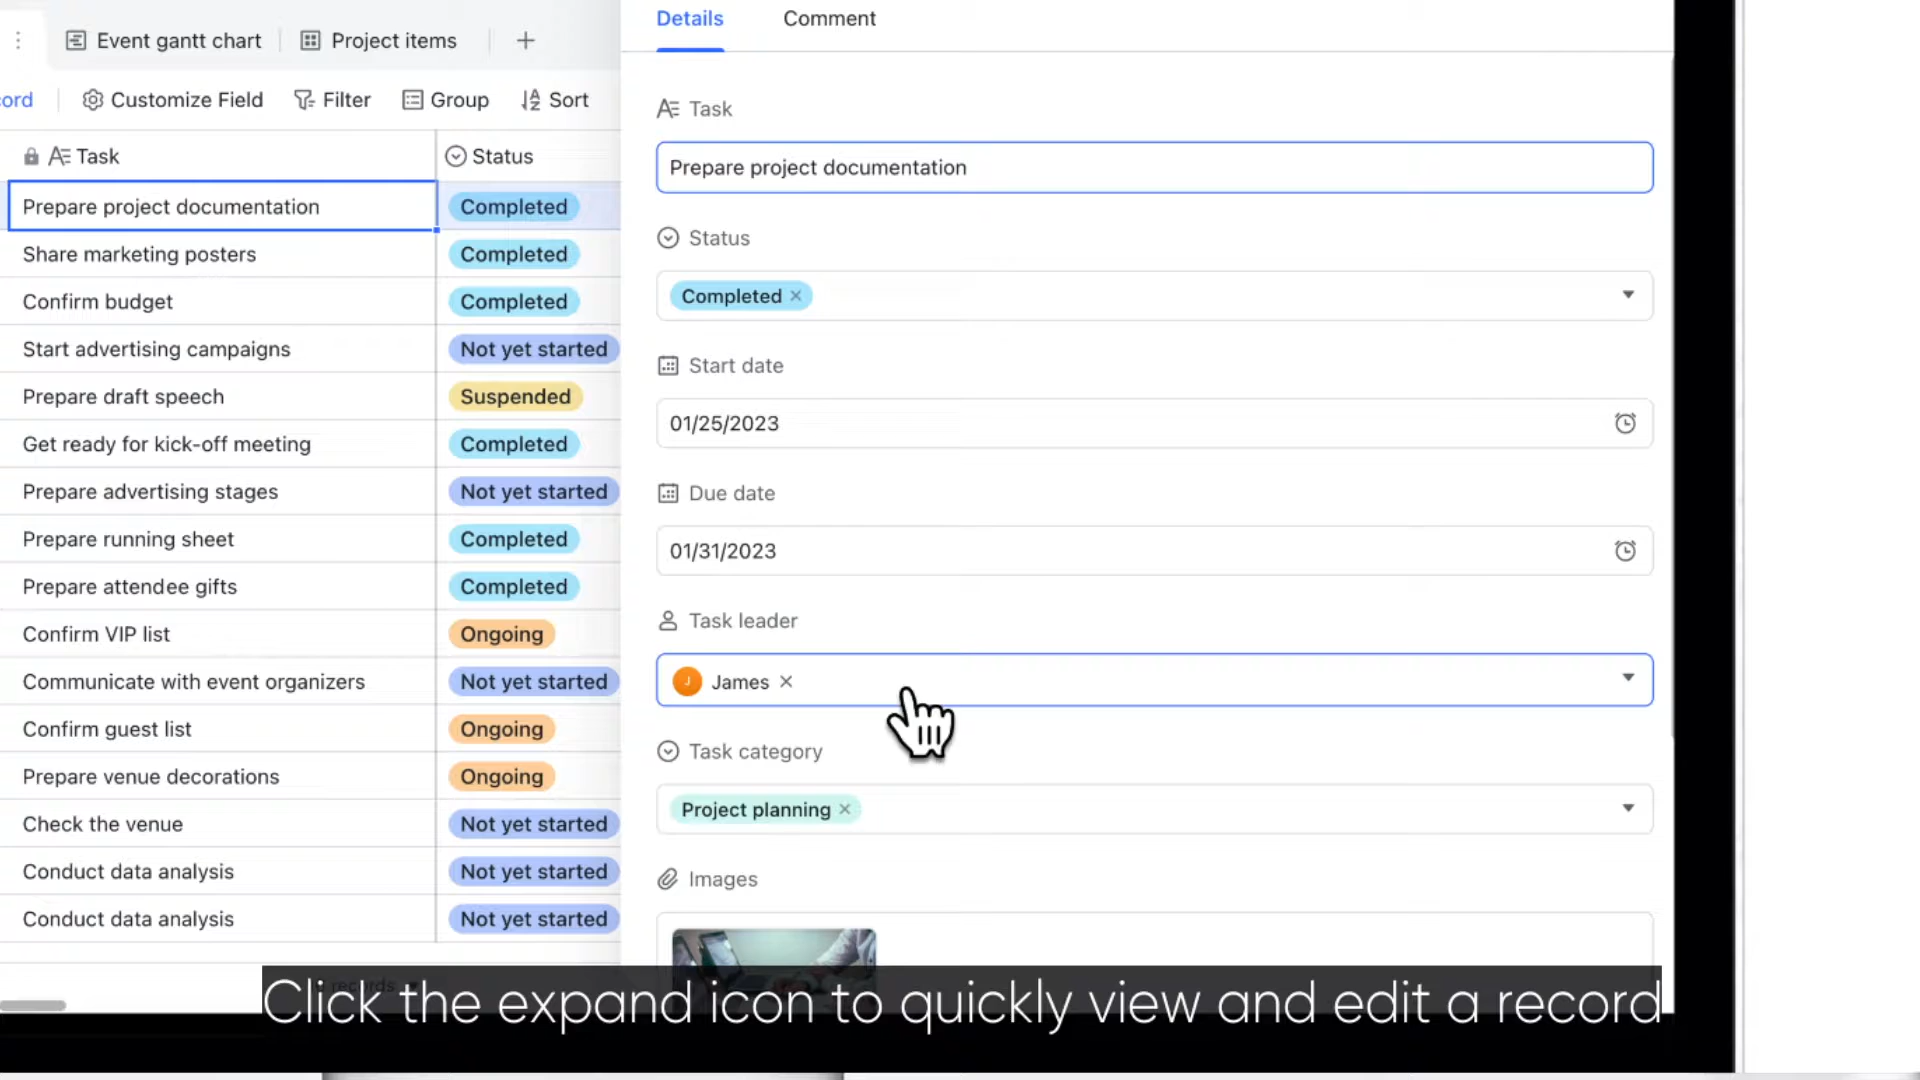 Event gantt chart
Project items
Details
Comment
ord
Customize Field
Filter
Group
Sort
Task
Status
Prepare project documentation
Completed
Share marketing posters
Completed
Confirm budget
Completed
Start advertising campaigns
Not yet started
Prepare draft speech
Suspended
Get ready for kick-off meeting
Completed
Prepare advertising stages
Not yet started
Prepare running sheet
Completed
Prepare attendee gifts
Completed
Confirm VIP list
Ongoing
Communicate with event organizers
Not yet started
Confirm guest list
Ongoing
Prepare venue decorations
Ongoing
Check the venue
Not yet started
Conduct data analysis
Not yet started
Conduct data analysis
Not yet started
records
Task
Prepare project documentation
Status
Completed
Start date
01/25/2023
Due date
01/31/2023
Task leader
J James
Task category
Project planning
Images
Click the expand icon to quickly view and edit a record